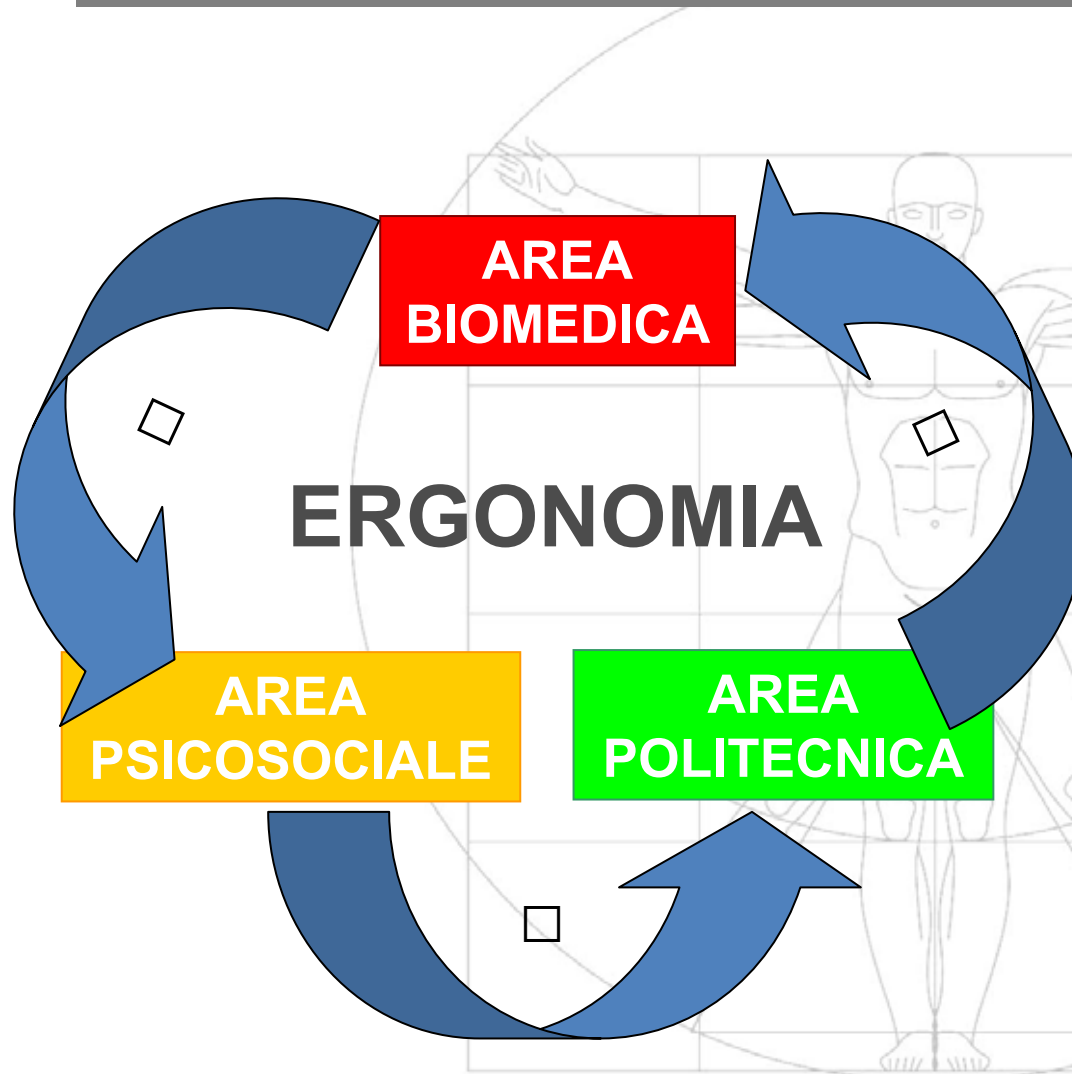 AREA
BIOMEDICA
ERGONOMIA
AREA
PSICOSOCIALE
AREA
POLITECNICA